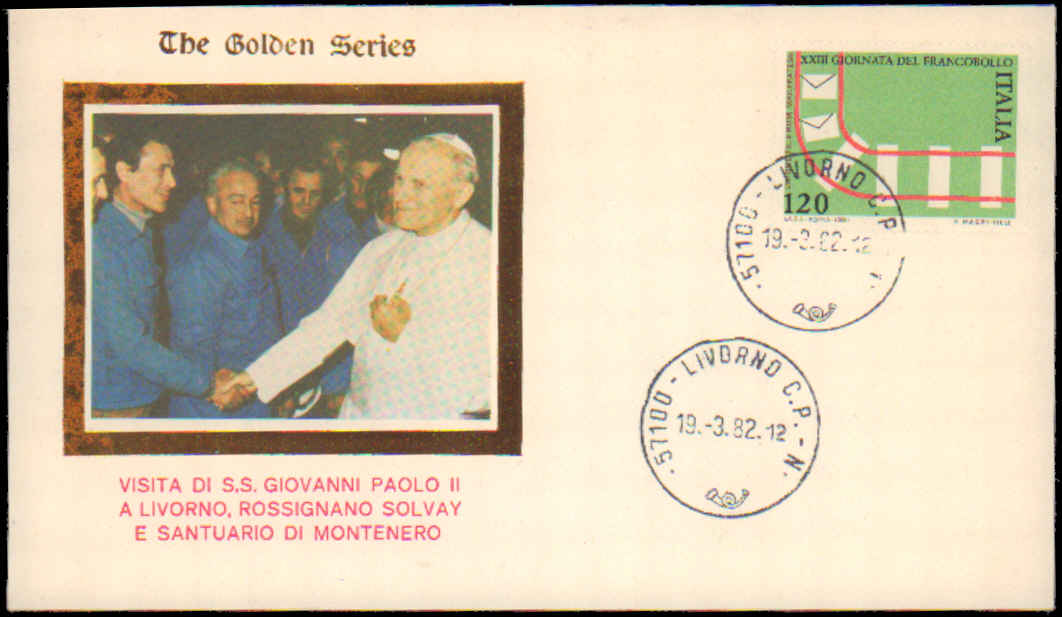 The Golden Series
XXIII GIORNATA DEL FRANCOBOLLO
ITALIA
120
57100 - LIVORNO C.P.
19.-3.82.12
VISITA DI S.S. GIOVANNI PAOLO II
A LIVORNO, ROSSIGNANO SOLVAY
E SANTUARIO DI MONTENERO
57100 - LIVORNO C.P. - N.
19.-3.82.12